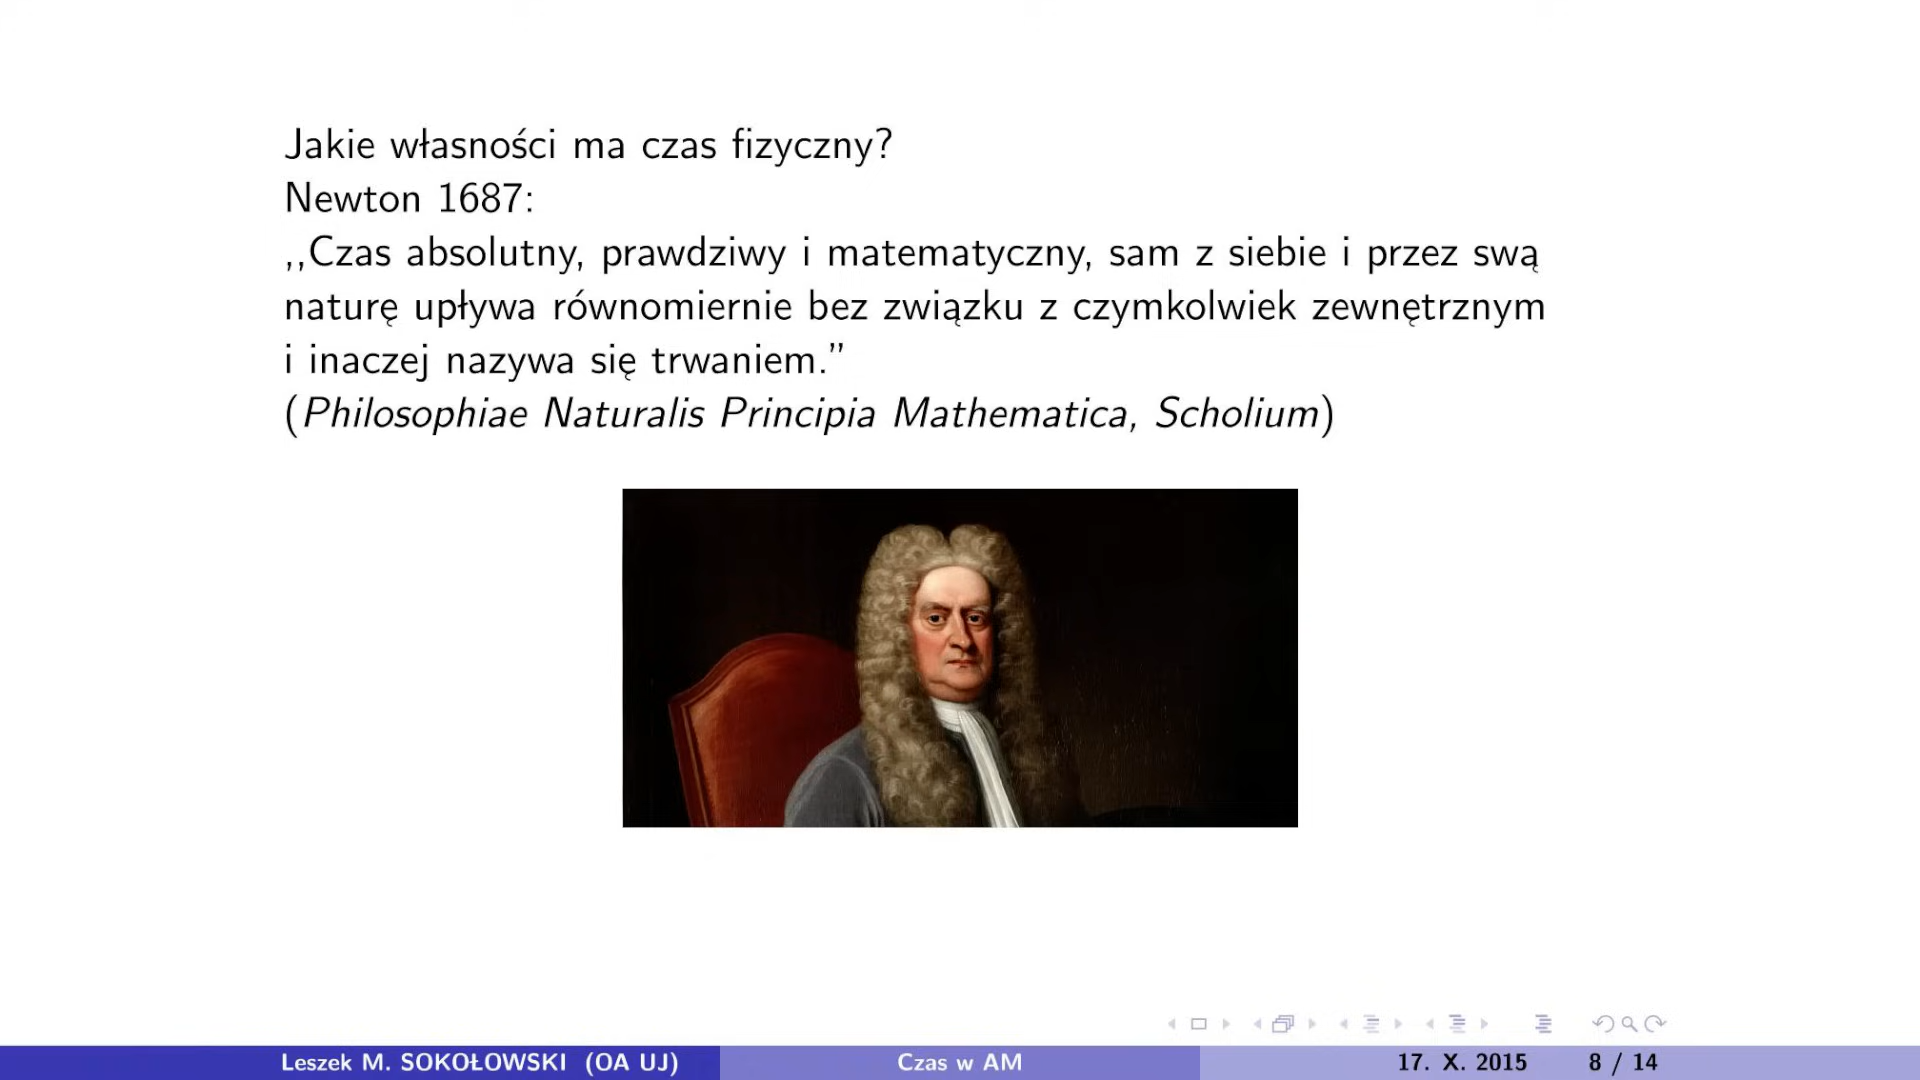 Jakie własności ma czas fizyczny?
Newton 1687:
,,Czas absolutny, prawdziwy i matematyczny, sam z siebie i przez swą
naturę upływa równomiernie bez związku z czymkolwiek zewnętrznym
i inaczej nazywa się trwaniem.”
(Philosophiae Naturalis Principia Mathematica, Scholium)
Leszek M. SOKOŁOWSKI (OA UJ) Czas w AM 17. X. 2015 8 / 14